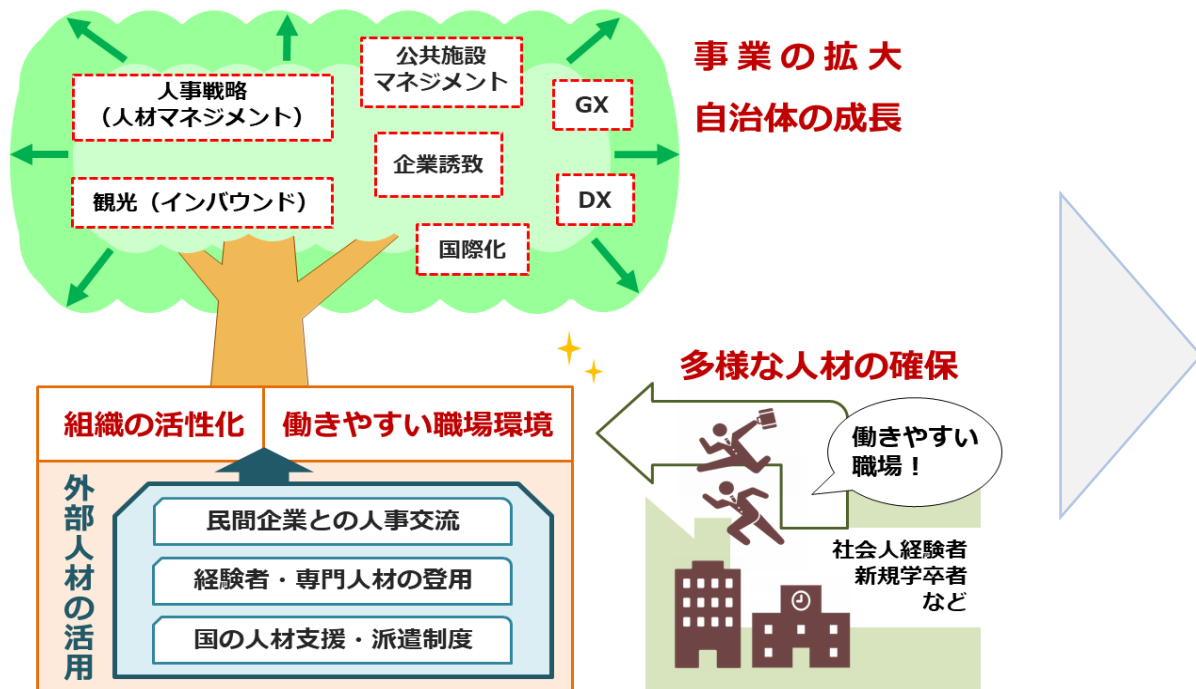 事業の拡大
自治体の成長
公共施設
マネジメント
人事戦略
（人材マネジメント）
GX
企業誘致
観光（インバウンド）
DX
国際化
多様な人材の確保
組織の活性化
働きやすい職場環境
働きやすい
職場！
外部人材の活用
民間企業との人事交流
経験者・専門人材の登用
国の人材支援・派遣制度
社会人経験者
新規学卒者
など